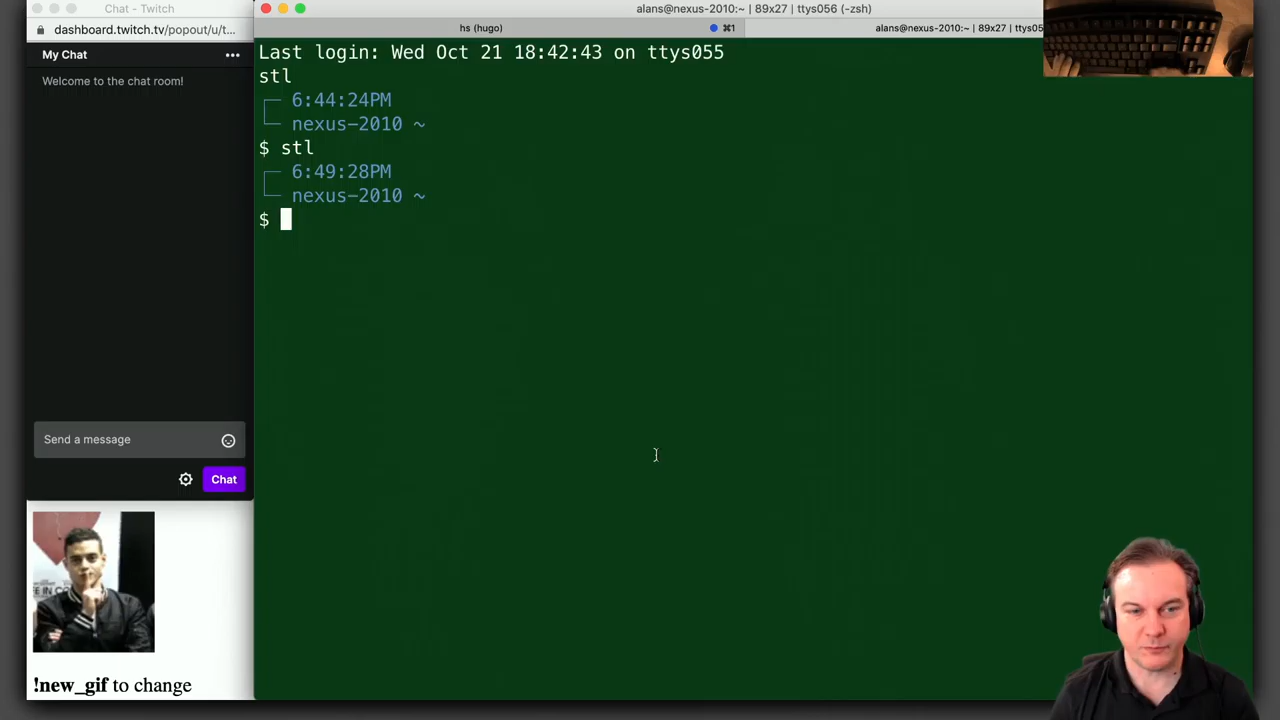 Chat - Twitch
dashboard.twitch.tv/popout/u/t...
My Chat
Welcome to the chat room!
Send a message
Chat
!new_gif to change
alans@nexus-2010:~ | 89x27 | ttys056 (-zsh)
hs (hugo)
⌘1
alans@nexus-2010:~ | 89x27 | ttys05
Last login: Wed Oct 21 18:42:43 on ttys055
stl
6:44:24PM
nexus-2010 ~
$ stl
6:49:28PM
nexus-2010 ~
$